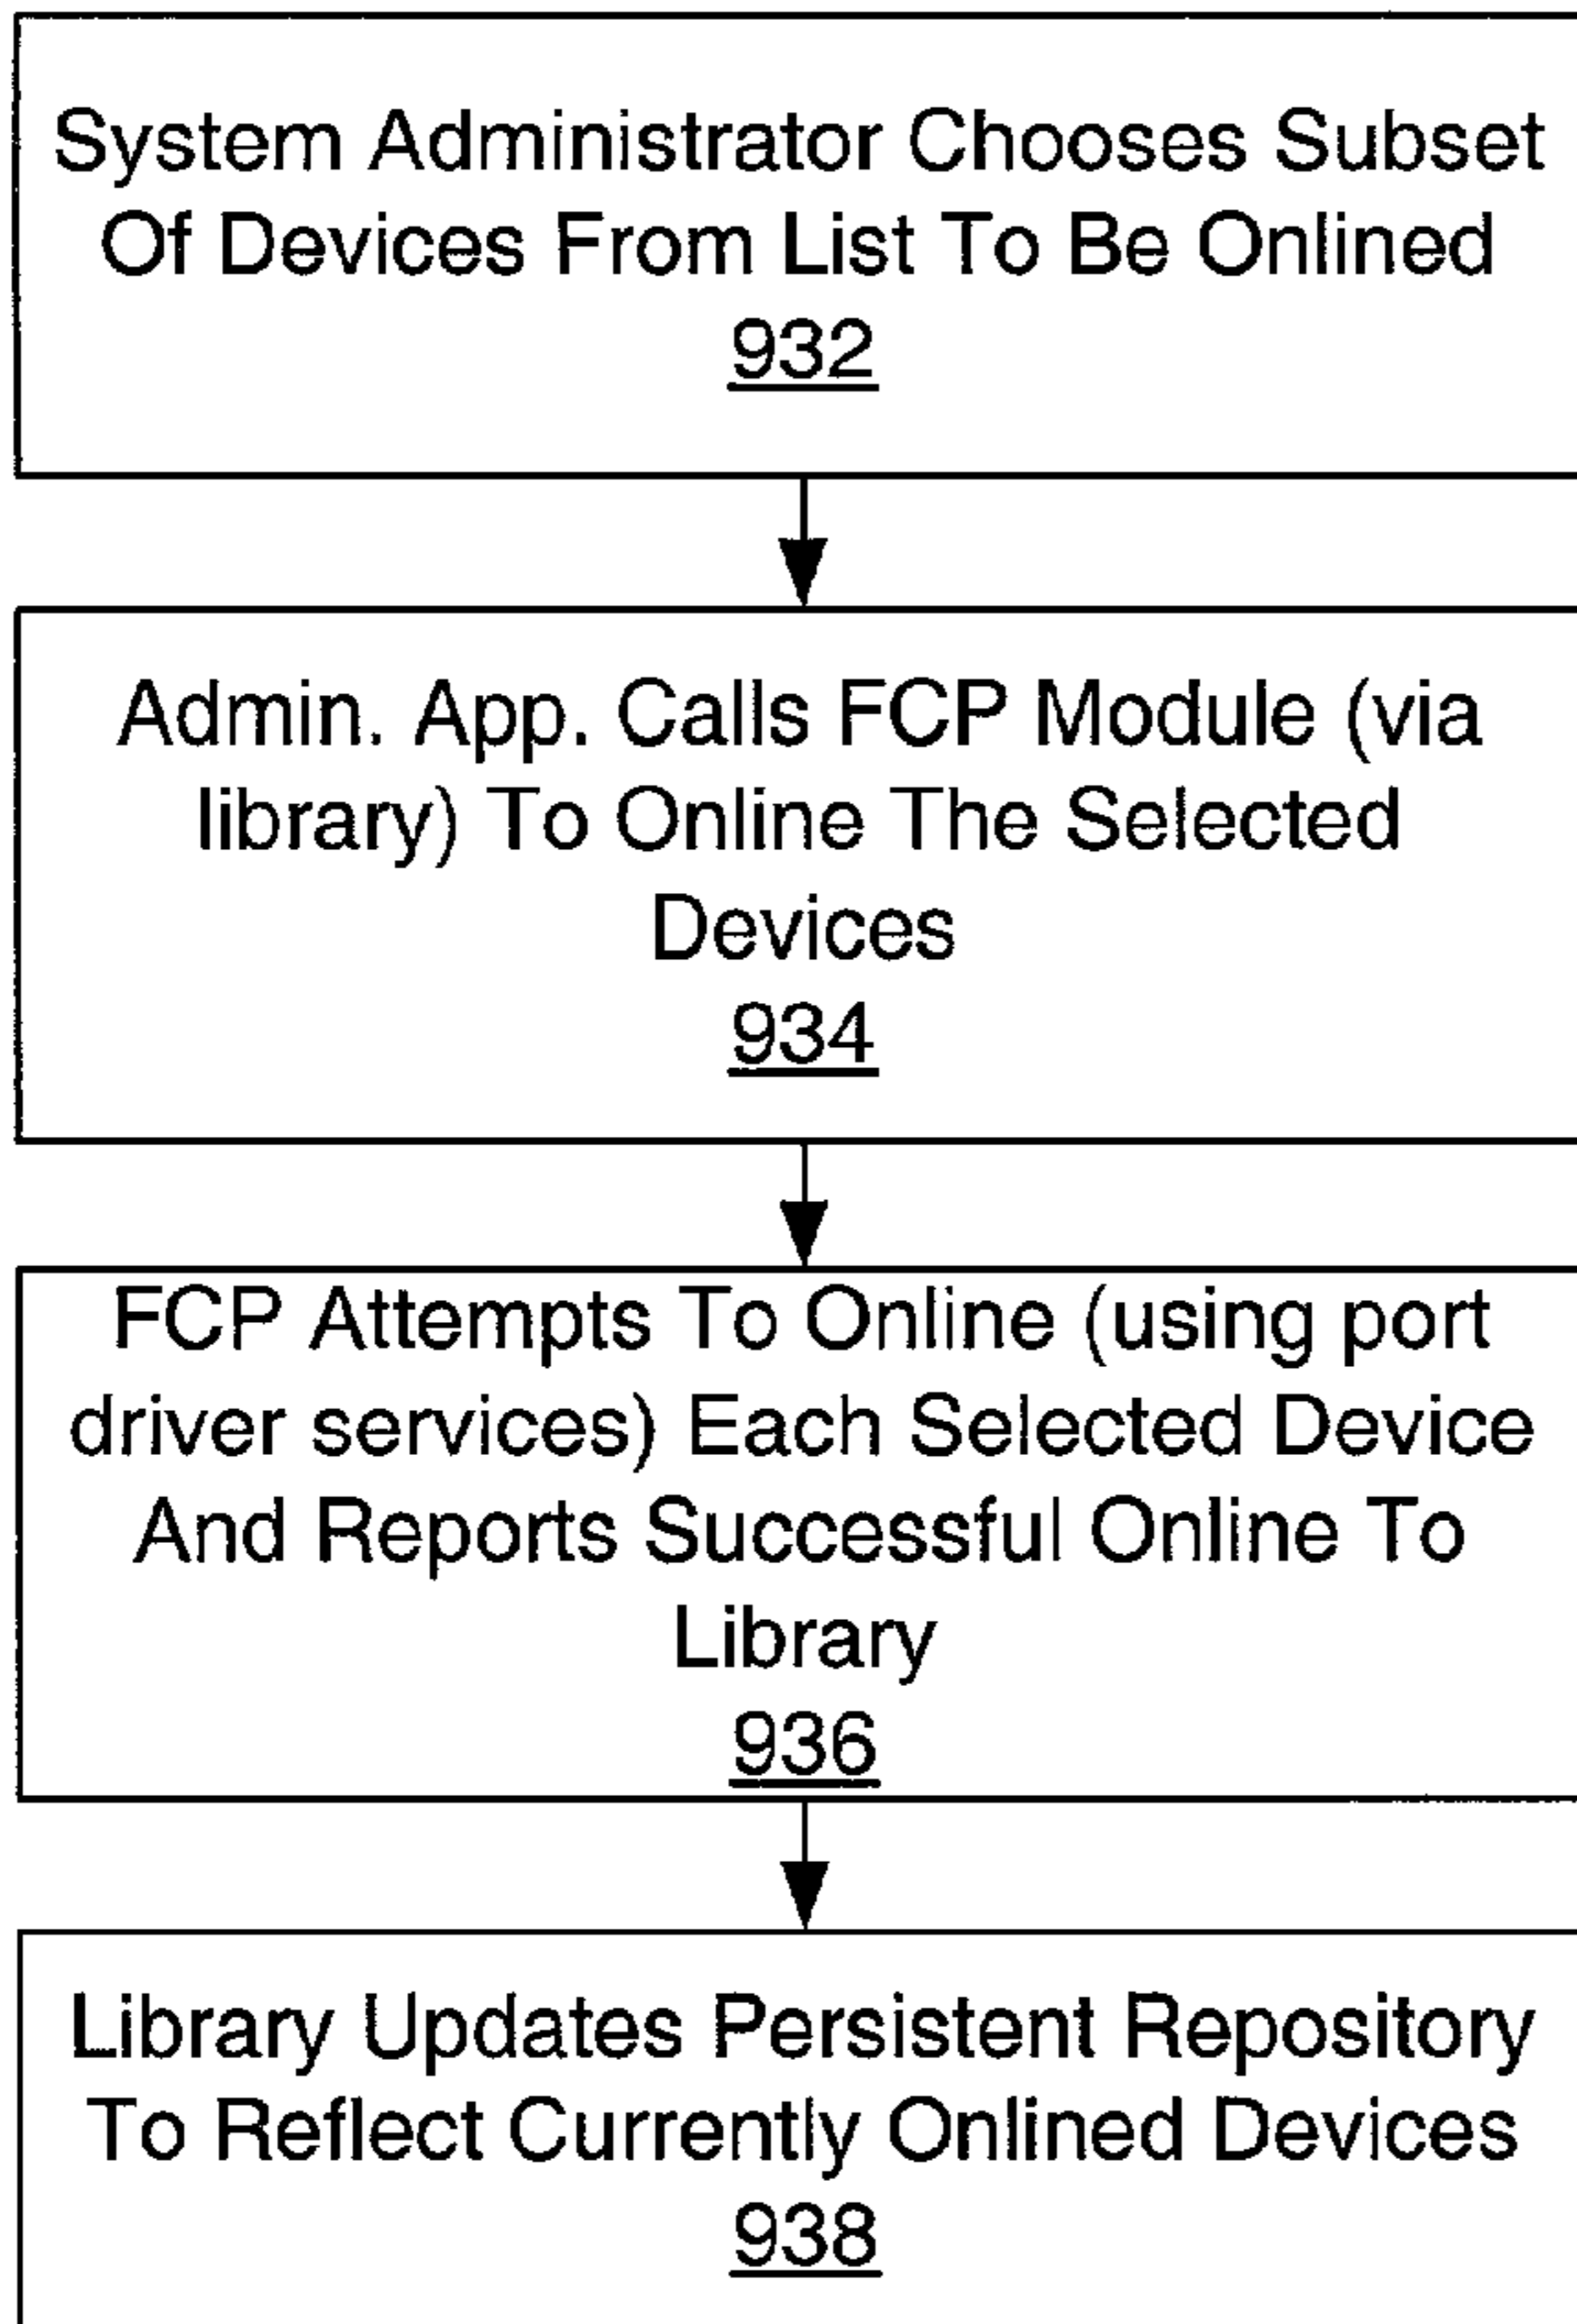 System Administrator Chooses Subset
Of Devices From List To Be Onlined
932
Admin. App. Calls FCP Module (via
library) To Online The Selected
Devices
934
FCP Attempts To Online (using port
driver services) Each Selected Device
And Reports Successful Online To
Library
936
Library Updates Persistent Repository
To Reflect Currently Onlined Devices
938